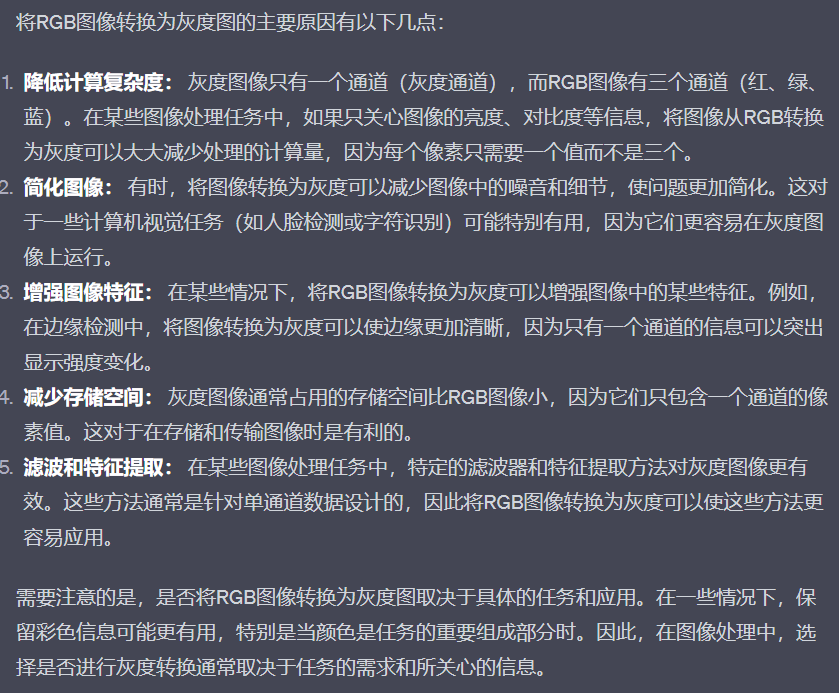 将RGB图像转换为灰度图的主要原因有以下几点：
1. 降低计算复杂度： 灰度图像只有一个通道（灰度通道），而RGB图像有三个通道（红、绿、
蓝）。在某些图像处理任务中，如果只关心图像的亮度、对比度等信息，将图像从RGB转换
为灰度可以大大减少处理的计算量，因为每个像素只需要一个值而不是三个。
2. 简化图像： 有时，将图像转换为灰度可以减少图像中的噪音和细节，使问题更加简化。这对
于一些计算机视觉任务（如人脸检测或字符识别）可能特别有用，因为它们更容易在灰度图
像上运行。
3. 增强图像特征： 在某些情况下，将RGB图像转换为灰度可以增强图像中的某些特征。例如，
在边缘检测中，将图像转换为灰度可以使边缘更加清晰，因为只有一个通道的信息可以突出
显示强度变化。
4. 减少存储空间： 灰度图像通常占用的存储空间比RGB图像小，因为它们只包含一个通道的像
素值。这对于在存储和传输图像时是有利的。
5. 滤波和特征提取： 在某些图像处理任务中，特定的滤波器和特征提取方法对灰度图像更有
效。这些方法通常是针对单通道数据设计的，因此将RGB图像转换为灰度可以使这些方法更
容易应用。
需要注意的是，是否将RGB图像转换为灰度图取决于具体的任务和应用。在一些情况下，保
留彩色信息可能更有用，特别是当颜色是任务的重要组成部分时。因此，在图像处理中，选
择是否进行灰度转换通常取决于任务的需求和所关心的信息。